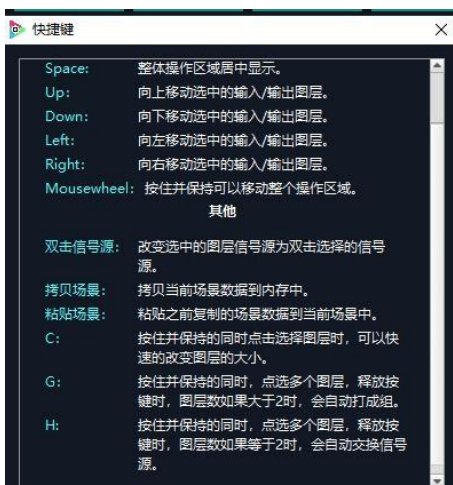 快捷键
Space: 整体操作区域居中显示。
Up: 向上移动选中的输入/输出图层。
Down: 向下移动选中的输入/输出图层。
Left: 向左移动选中的输入/输出图层。
Right: 向右移动选中的输入/输出图层。
Mousewheel: 按住并保持可以移动整个操作区域。
其他
双击信号源: 改变选中的图层信号源为双击选择的信号
源。
拷贝场景: 拷贝当前场景数据到内存中。
粘贴场景: 粘贴之前复制的场景数据到当前场景中。
C: 按住并保持的同时点击选择图层时，可以快
速的改变图层的大小。
G: 按住并保持的同时，点选多个图层，释放按
键时，图层数如果大于2时，会自动打成组。
H: 按住并保持的同时，点选多个图层，释放按
键时，图层数如果等于2时，会自动交换信号
源。